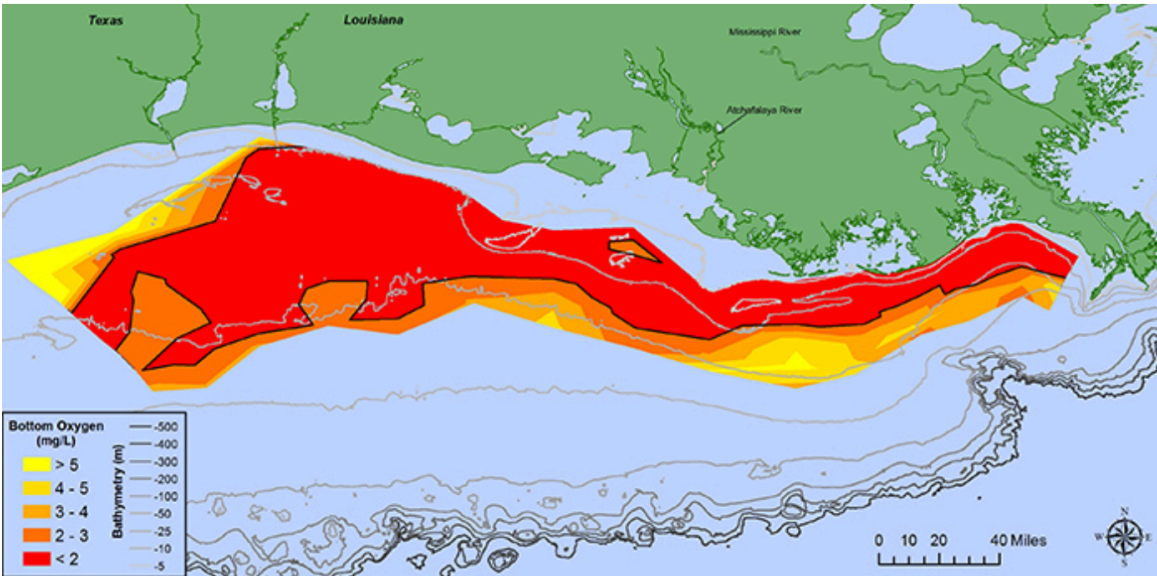 Texas
Louisiana
Mississippi River
Atchafalaya River
Bottom Oxygen
(mg/L)
> 5
4 - 5
3 - 4
2 - 3
< 2
Bathymetry (m)
-500
-400
-300
-200
-100
-50
-25
-10
-5
0 10 20 40 Miles
N
W E
S